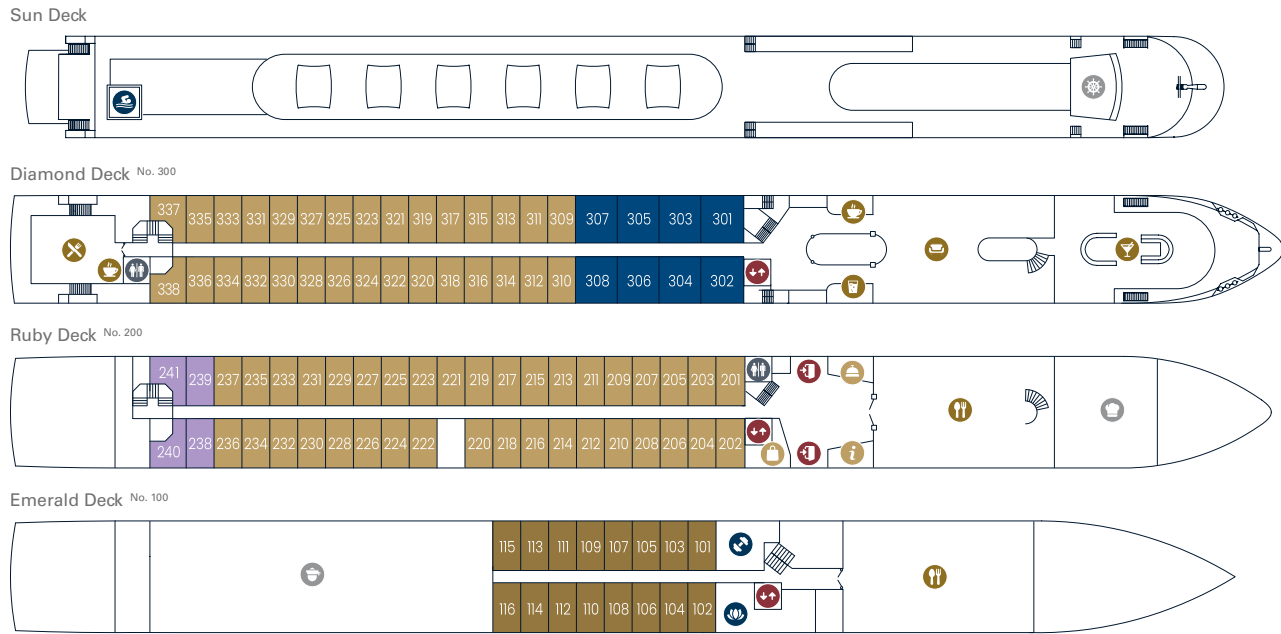 Sun Deck
Diamond Deck No. 300
337 335 333 331 329 327 325 323 321 319 317 315 313 311 309 307 305 303 301
338 336 334 332 330 328 326 324 322 320 318 316 314 312 310 308 306 304 302
Ruby Deck No. 200
241 239 237 235 233 231 229 227 225 223 221 219 217 215 213 211 209 207 205 203 201
240 238 236 234 232 230 228 226 224 222 220 218 216 214 212 210 208 206 204 202
i
Emerald Deck No. 100
115 113 111 109 107 105 103 101
116 114 112 110 108 106 104 102